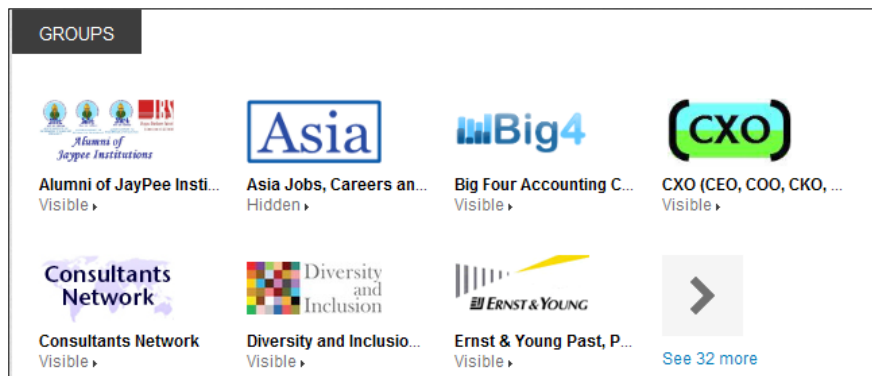 GROUPS
JBS
Alumni of
Jaypee Institutions
Asia
Big4
CXO
Alumni of JayPee Insti...
Asia Jobs, Careers an...
Big Four Accounting C...
CXO (CEO, COO, CKO, ...
Visible
Hidden
Visible
Visible
Consultants
Network
Diversity
and
Inclusion
ERNST & YOUNG
Consultants Network
Diversity and Inclusio...
Ernst & Young Past, P...
See 32 more
Visible
Visible
Visible